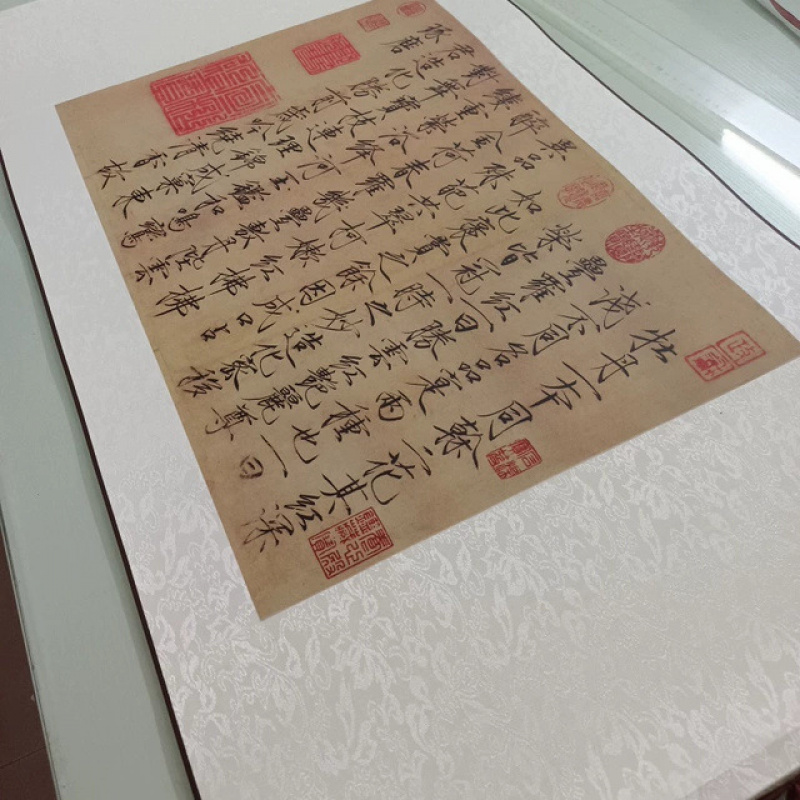 牡丹一本同幹二花其紅深
淺不同名品實兩種也一曰
疊羅紅一曰勝雲紅艷麗尊
榮皆冠一時之妙造化密移
如此褒賞之餘因成口占
異品殊葩共翠柯嫩紅拂拂
醉金荷春羅幾疊敷丹陛雲
縷重縈浴絳河玉鑑和鳴鸞
對舞寶枝連理錦成窠東
君造化勝前歲吟繞清香故
琢磨